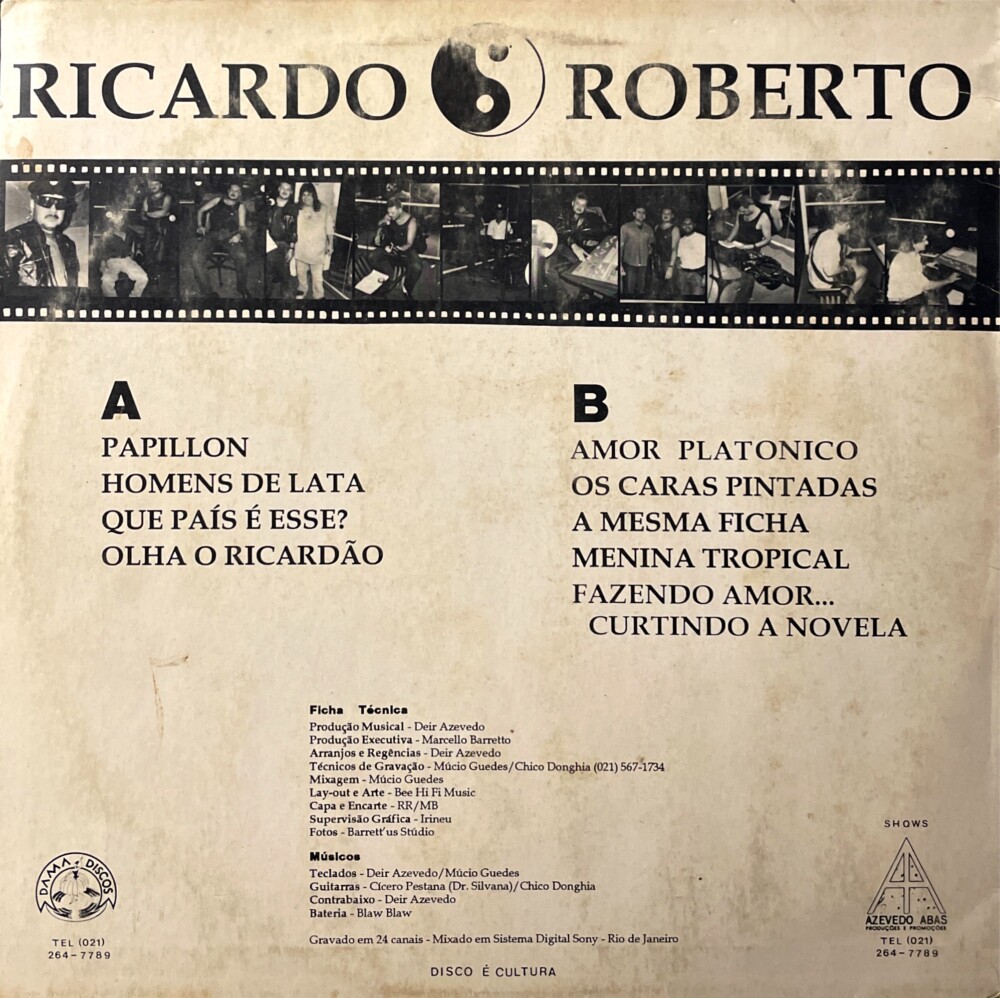 RICARDO ROBERTO
A
PAPILLON
HOMENS DE LATA
QUE PAÍS É ESSE?
OLHA O RICARDÃO
B
AMOR PLATONICO
OS CARAS PINTADAS
A MESMA FICHA
MENINA TROPICAL
FAZENDO AMOR...
CURTINDO A NOVELA
Ficha Técnica
Produção Musical - Deír Azevedo
Produção Executiva - Marcello Barretto
Arranjos e Regências - Deir Azevedo
Técnicos de Gravação - Múcio Guedes/Chico Donghia (021) 567-1734
Mixagem - Múcio Guedes
Lay-out e Arte - Bee Hi Fi Music
Capa e Encarte - RR/MB
Supervisão Gráfica - Irineu
Fotos - Barrett'us Stúdio
Músicos
Teclados - Deir Azevedo/Múcio Guedes
Guitarras - Cícero Pestana (Dr. Silvana)/Chico Donghia
Contrabaixo - Deir Azevedo
Bateria - Blaw Blaw
Gravado em 24 canais - Mixado em Sistema Digital Sony - Rio de Janeiro
DAMA DISCOS
TEL (021)
264-7789
SHOWS
AZEVEDO ABAS
PRODUÇÕES E PROMOÇÕES
TEL (021)
264-7789
DISCO É CULTURA